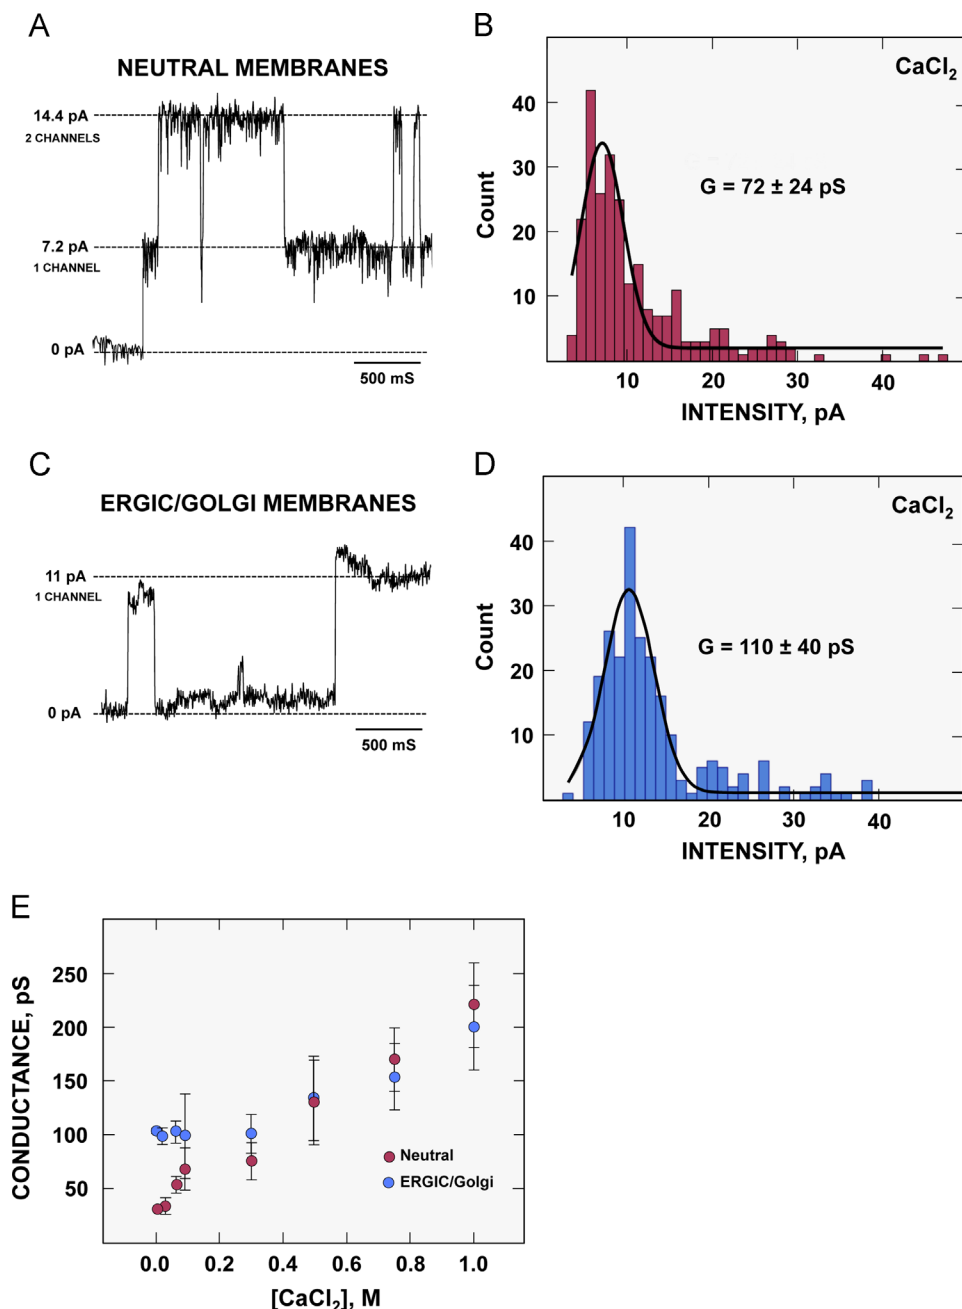 A
NEUTRAL MEMBRANES
14.4 pA
2 CHANNELS
7.2 pA
1 CHANNEL
0 pA
500 mS
B
CaCl₂
G = 72 ± 24 pS
Count
40
30
20
10
10 20 30 40
INTENSITY, pA
C
ERGIC/GOLGI MEMBRANES
11 pA
1 CHANNEL
0 pA
500 mS
D
CaCl₂
G = 110 ± 40 pS
Count
40
30
20
10
10 20 30 40
INTENSITY, pA
E
CONDUCTANCE, pS
250
200
150
100
50
Neutral
ERGIC/Golgi
0.0 0.2 0.4 0.6 0.8 1.0
[CaCl₂], M